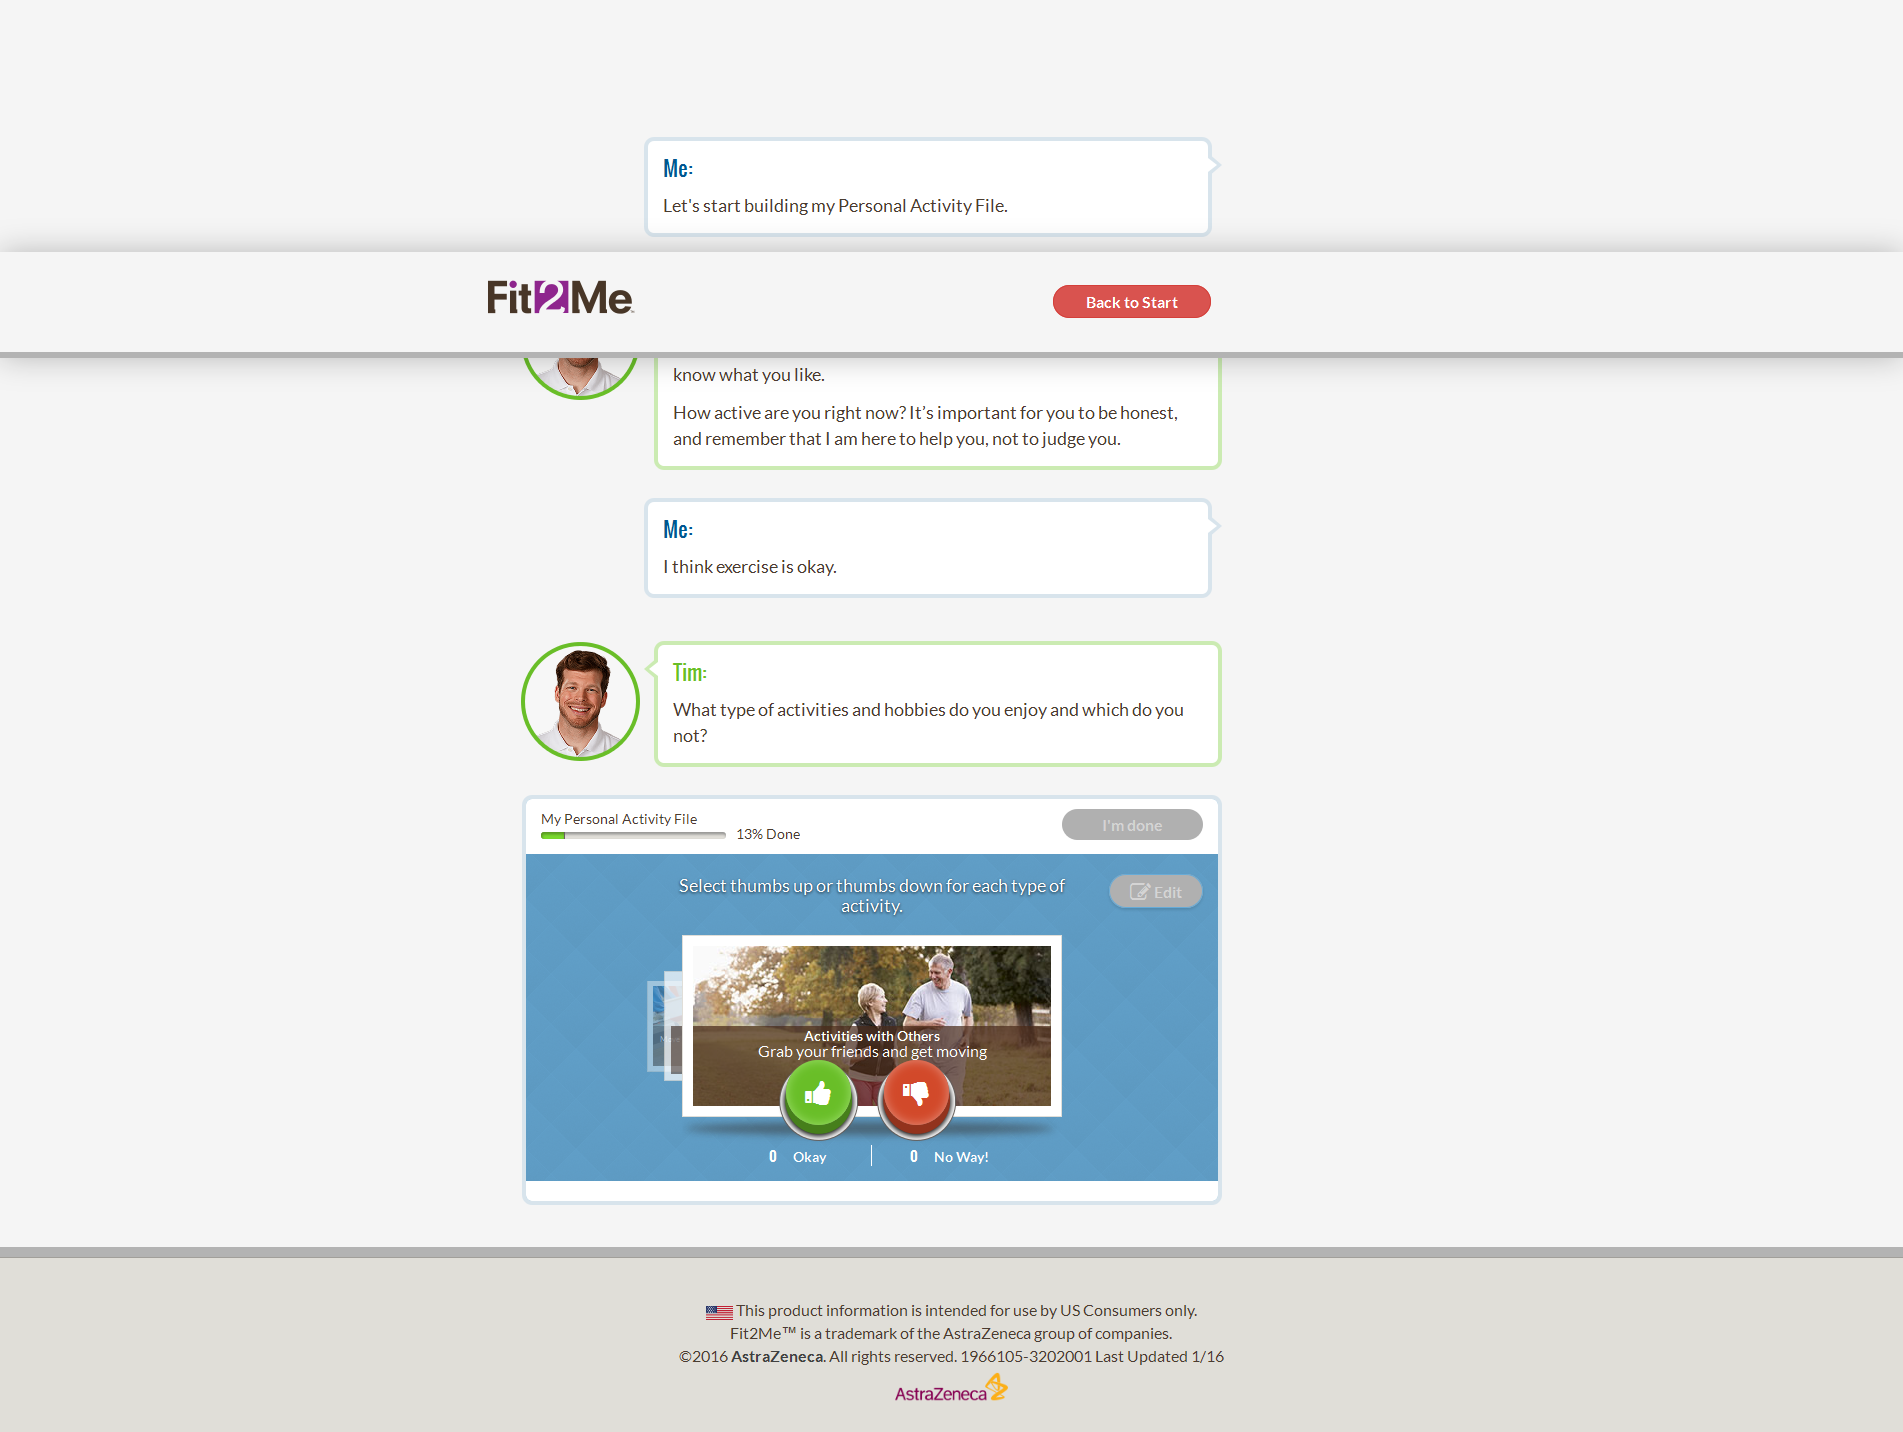 Me:
Let's start building my Personal Activity File.
Fit2Me™
Back to Start
know what you like.
How active are you right now? It’s important for you to be honest,
and remember that I am here to help you, not to judge you.
Me:
I think exercise is okay.
Tim:
What type of activities and hobbies do you enjoy and which do you
not?
My Personal Activity File
13% Done
I'm done
Select thumbs up or thumbs down for each type of
activity.
Edit
Activities with Others
Grab your friends and get moving
0 Okay
0 No Way!
This product information is intended for use by US Consumers only.
Fit2Me™ is a trademark of the AstraZeneca group of companies.
©2016 AstraZeneca. All rights reserved. 1966105-3202001 Last Updated 1/16
AstraZeneca